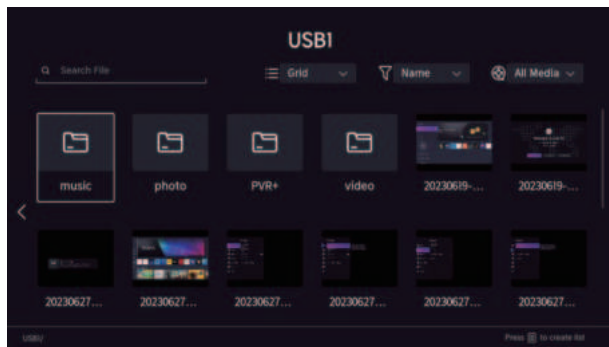 USB1
Search File
Grid
Name
All Media
music
photo
PVR+
video
20230619-...
20230619-...
20230627...
20230627...
20230627...
20230627...
20230627...
20230627...
USB1/
Press to create list